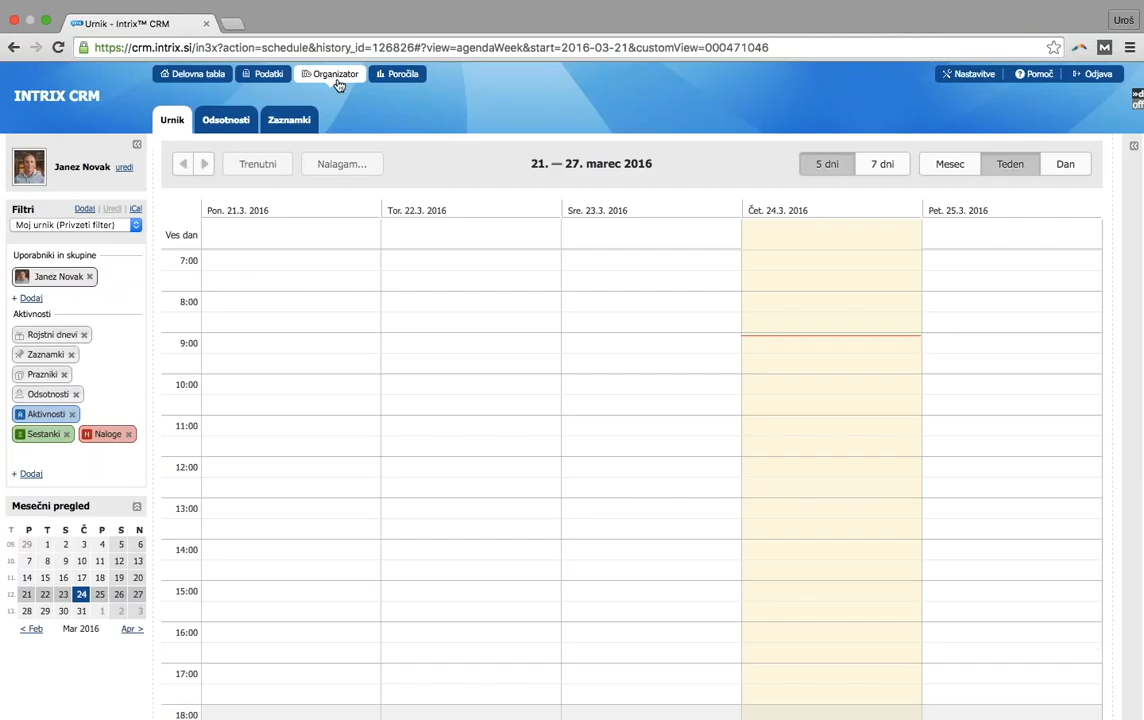 Urnik - Intrix™ CRM
Uroš
https://crm.intrix.si/in3x?action=schedule&history_id=126826#?view=agendaWeek&start=2016-03-21&customView=000471046
Delovna tabla
Podatki
Organizator
Poročila
Nastavitve
Pomoč
Odjava
INTRIX CRM
Urnik
Odsotnosti
Zaznamki
Janez Novak uredi
Trenutni
Nalagam...
21. — 27. marec 2016
5 dni
7 dni
Mesec
Teden
Dan
Filtri
Dodaj | Uredi | iCal
Moj urnik (Privzeti filter)
Uporabniki in skupine
Janez Novak
+ Dodaj
Aktivnosti
Rojstni dnevi
Zaznamki
Prazniki
Odsotnosti
A Aktivnosti
S Sestanki
N Naloge
+ Dodaj
Mesečni pregled
T P T S Č P S N
09. 29 1 2 3 4 5 6
10. 7 8 9 10 11 12 13
11. 14 15 16 17 18 19 20
12. 21 22 23 24 25 26 27
13. 28 29 30 31 1 2 3
< Feb Mar 2016 Apr >
Pon. 21.3. 2016
Tor. 22.3. 2016
Sre. 23.3. 2016
Čet. 24.3. 2016
Pet. 25.3. 2016
Ves dan
7:00
8:00
9:00
10:00
11:00
12:00
13:00
14:00
15:00
16:00
17:00
18:00